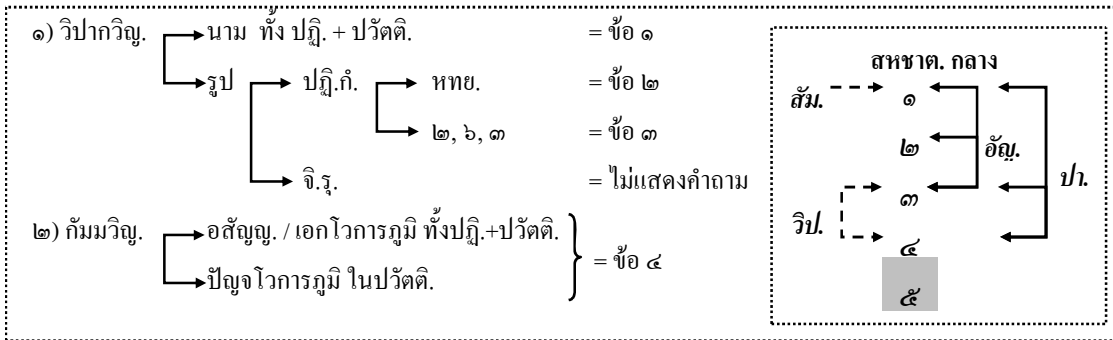 ๑) วิปากวิญ. นาม ทั้ง ปฏิ. + ปวัตติ. = ข้อ ๑
รูป ปฏิ.กํ. หทย. = ข้อ ๒
๒, ๖, ๓ = ข้อ ๓
จิ.รุ. = ไม่แสดงคำถาม
๒) กัมมวิญ. อสัญญ. / เอกโวการภูมิ ทั้งปฏิ.+ปวัตติ.
ปัญจโวการภูมิ ในปวัตติ.
= ข้อ ๔
สหชาต. กลาง
สัม. ๑
๒ อัญ.
๓ ปา.
วิป.
๔
๕